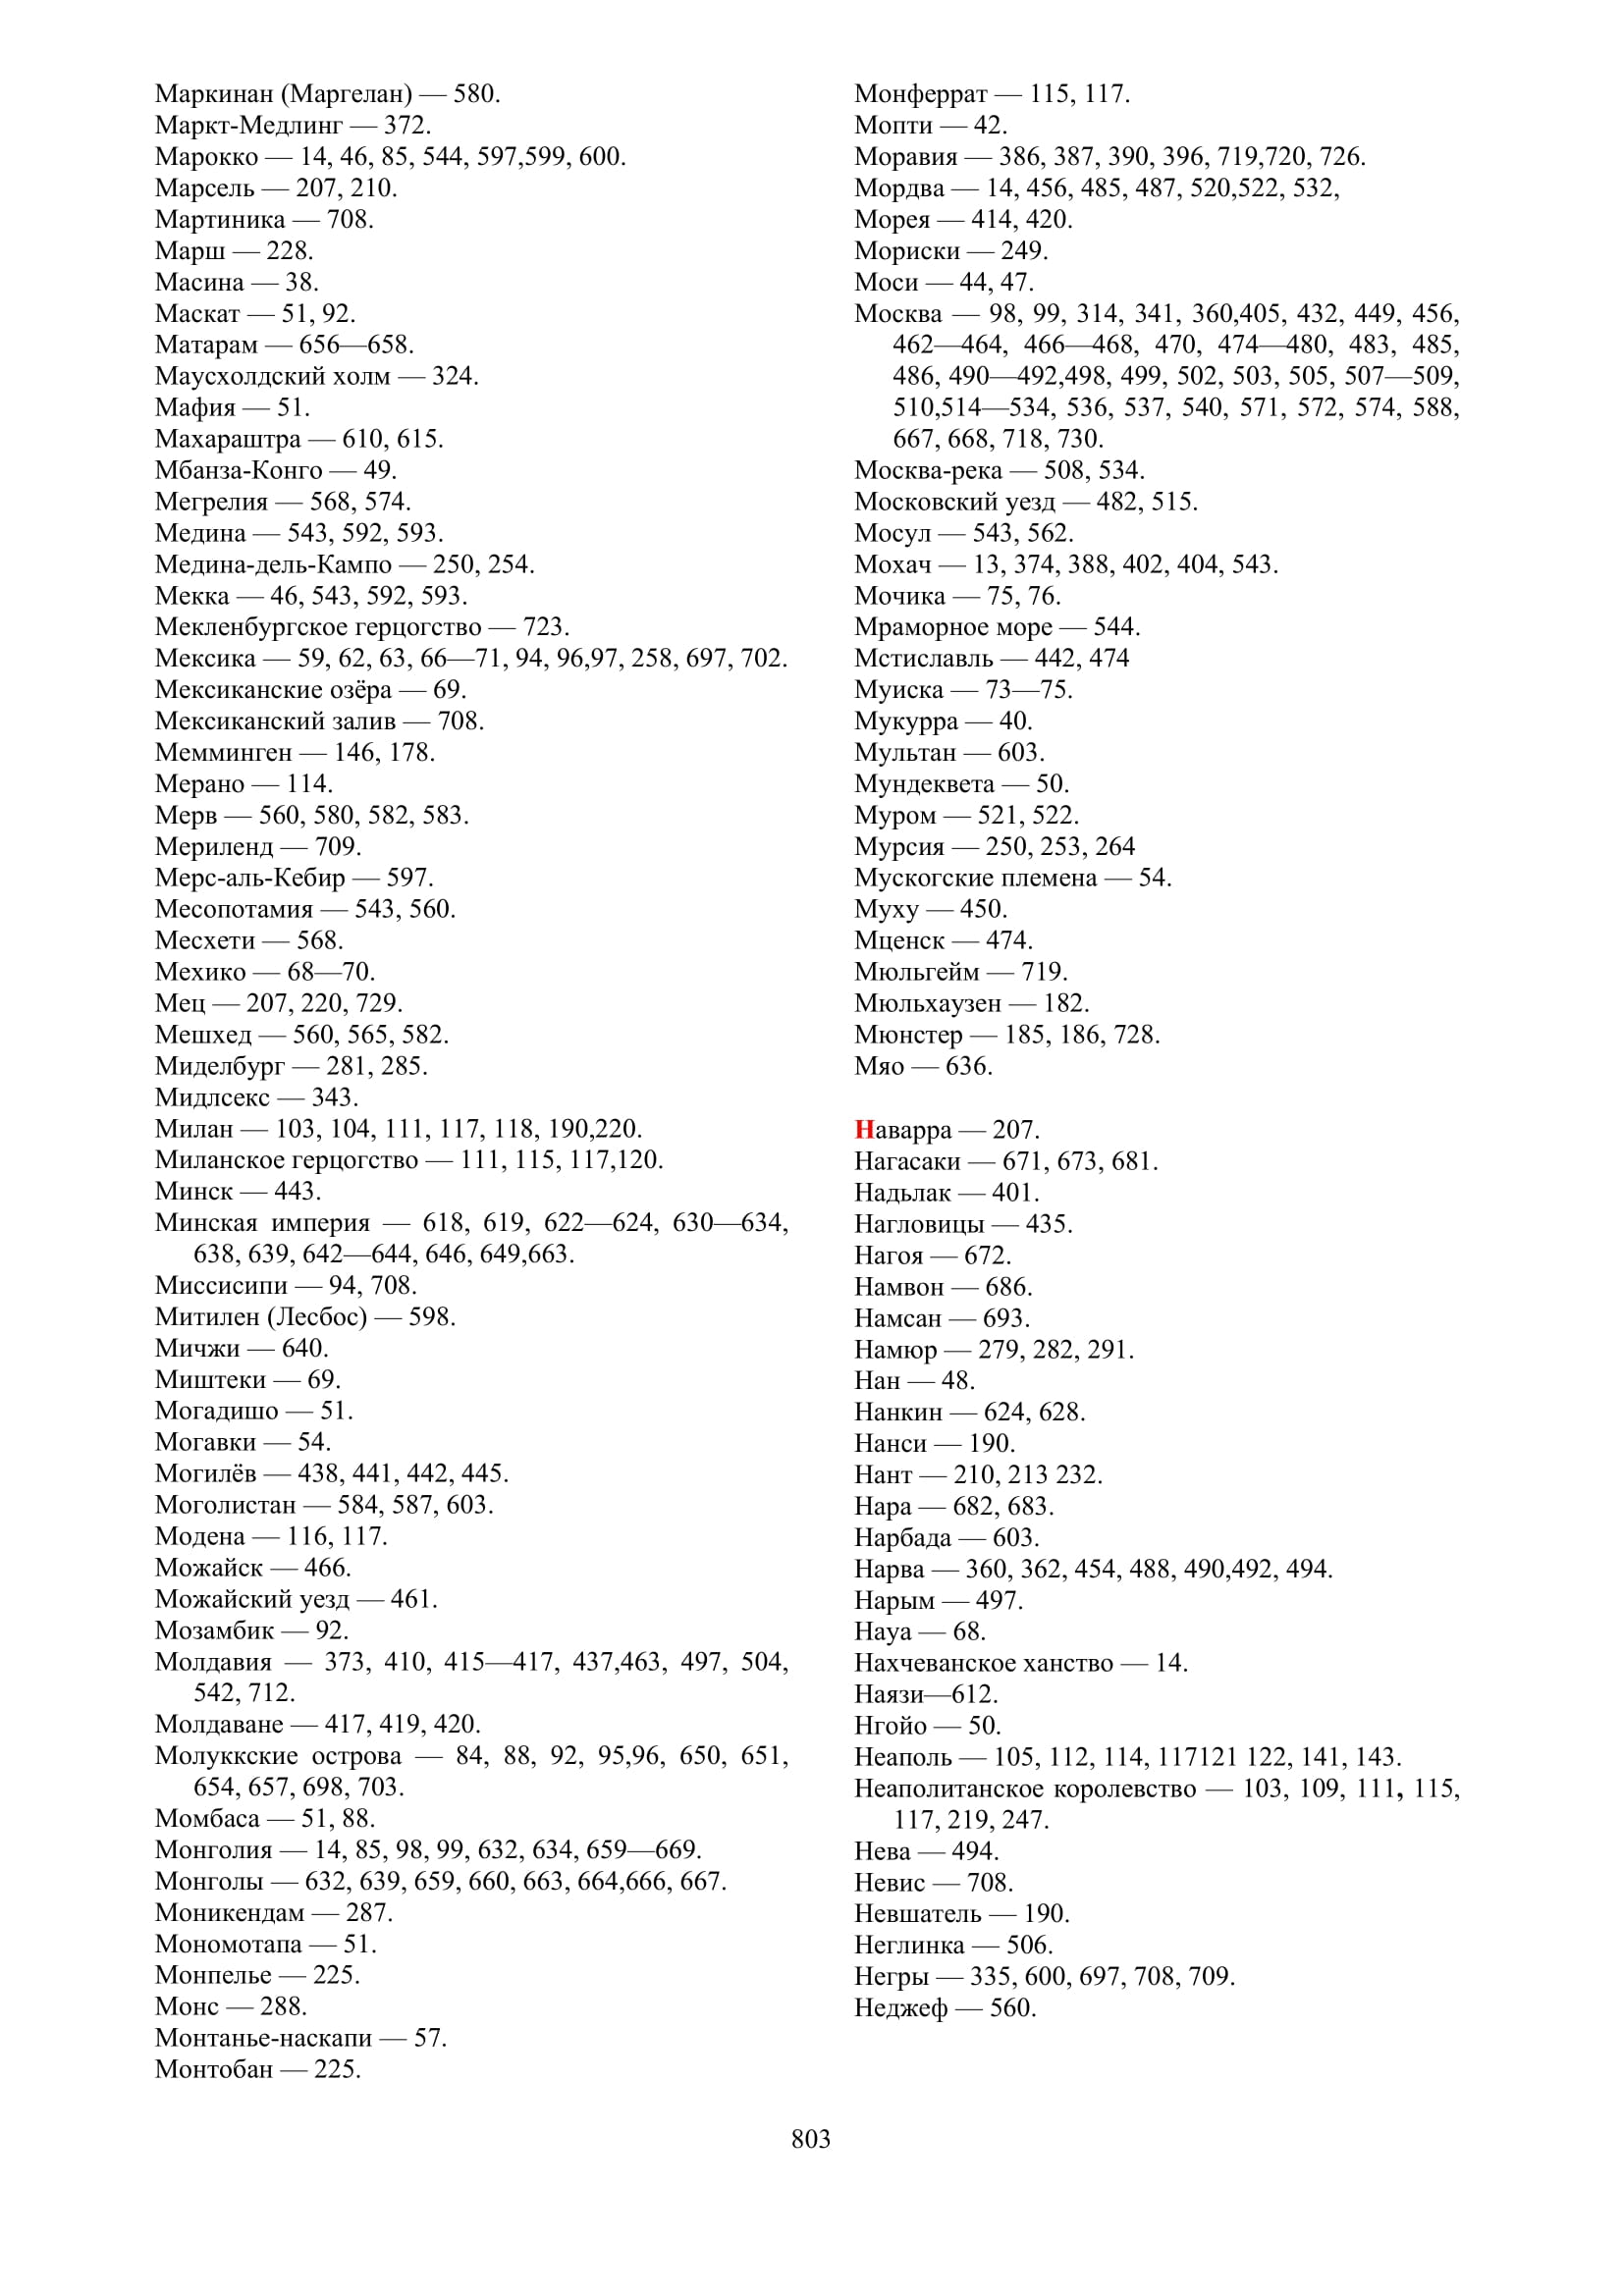 Маркинан (Маргелан) — 580.
Маркт-Медлинг — 372.
Марокко — 14, 46, 85, 544, 597,599, 600.
Марсель — 207, 210.
Мартиника — 708.
Марш — 228.
Масина — 38.
Маскат — 51, 92.
Матарам — 656—658.
Маусхолдский холм — 324.
Мафия — 51.
Махараштра — 610, 615.
Мбанза-Конго — 49.
Мегрелия — 568, 574.
Медина — 543, 592, 593.
Медина-дель-Кампо — 250, 254.
Мекка — 46, 543, 592, 593.
Мекленбургское герцогство — 723.
Мексика — 59, 62, 63, 66—71, 94, 96,97, 258, 697, 702.
Мексиканские озёра — 69.
Мексиканский залив — 708.
Мемминген — 146, 178.
Мерано — 114.
Мерв — 560, 580, 582, 583.
Мериленд — 709.
Мерс-аль-Кебир — 597.
Месопотамия — 543, 560.
Месхети — 568.
Мехико — 68—70.
Мец — 207, 220, 729.
Мешхед — 560, 565, 582.
Миделбург — 281, 285.
Мидлсекс — 343.
Милан — 103, 104, 111, 117, 118, 190,220.
Миланское герцогство — 111, 115, 117,120.
Минск — 443.
Минская империя — 618, 619, 622—624, 630—634,
638, 639, 642—644, 646, 649,663.
Миссисипи — 94, 708.
Митилен (Лесбос) — 598.
Мичжи — 640.
Миштеки — 69.
Могадишо — 51.
Могавки — 54.
Могилёв — 438, 441, 442, 445.
Моголистан — 584, 587, 603.
Модена — 116, 117.
Можайск — 466.
Можайский уезд — 461.
Мозамбик — 92.
Молдавия — 373, 410, 415—417, 437,463, 497, 504,
542, 712.
Молдаване — 417, 419, 420.
Молуккские острова — 84, 88, 92, 95,96, 650, 651,
654, 657, 698, 703.
Момбаса — 51, 88.
Монголия — 14, 85, 98, 99, 632, 634, 659—669.
Монголы — 632, 639, 659, 660, 663, 664,666, 667.
Моникендам — 287.
Мономотапа — 51.
Монпелье — 225.
Монс — 288.
Монтанье-наскапи — 57.
Монтобан — 225.
Монферрат — 115, 117.
Мопти — 42.
Моравия — 386, 387, 390, 396, 719,720, 726.
Мордва — 14, 456, 485, 487, 520,522, 532,
Морея — 414, 420.
Мориски — 249.
Моси — 44, 47.
Москва — 98, 99, 314, 341, 360,405, 432, 449, 456,
462—464, 466—468, 470, 474—480, 483, 485,
486, 490—492,498, 499, 502, 503, 505, 507—509,
510,514—534, 536, 537, 540, 571, 572, 574, 588,
667, 668, 718, 730.
Москва-река — 508, 534.
Московский уезд — 482, 515.
Мосул — 543, 562.
Мохач — 13, 374, 388, 402, 404, 543.
Мочика — 75, 76.
Мраморное море — 544.
Мстиславль — 442, 474
Муиска — 73—75.
Мукурра — 40.
Мультан — 603.
Мундеквета — 50.
Муром — 521, 522.
Мурсия — 250, 253, 264
Мускогские племена — 54.
Муху — 450.
Мценск — 474.
Мюльгейм — 719.
Мюльхаузен — 182.
Мюнстер — 185, 186, 728.
Мяо — 636.
Наварра — 207.
Нагасаки — 671, 673, 681.
Надьлак — 401.
Нагловицы — 435.
Нагоя — 672.
Намвон — 686.
Намсан — 693.
Намюр — 279, 282, 291.
Нан — 48.
Нанкин — 624, 628.
Нанси — 190.
Нант — 210, 213 232.
Нара — 682, 683.
Нарбада — 603.
Нарва — 360, 362, 454, 488, 490,492, 494.
Нарым — 497.
Науа — 68.
Нахчеванское ханство — 14.
Наязи—612.
Нгойо — 50.
Неаполь — 105, 112, 114, 117121 122, 141, 143.
Неаполитанское королевство — 103, 109, 111, 115,
117, 219, 247.
Нева — 494.
Невис — 708.
Невшатель — 190.
Неглинка — 506.
Негры — 335, 600, 697, 708, 709.
Неджеф — 560.
803